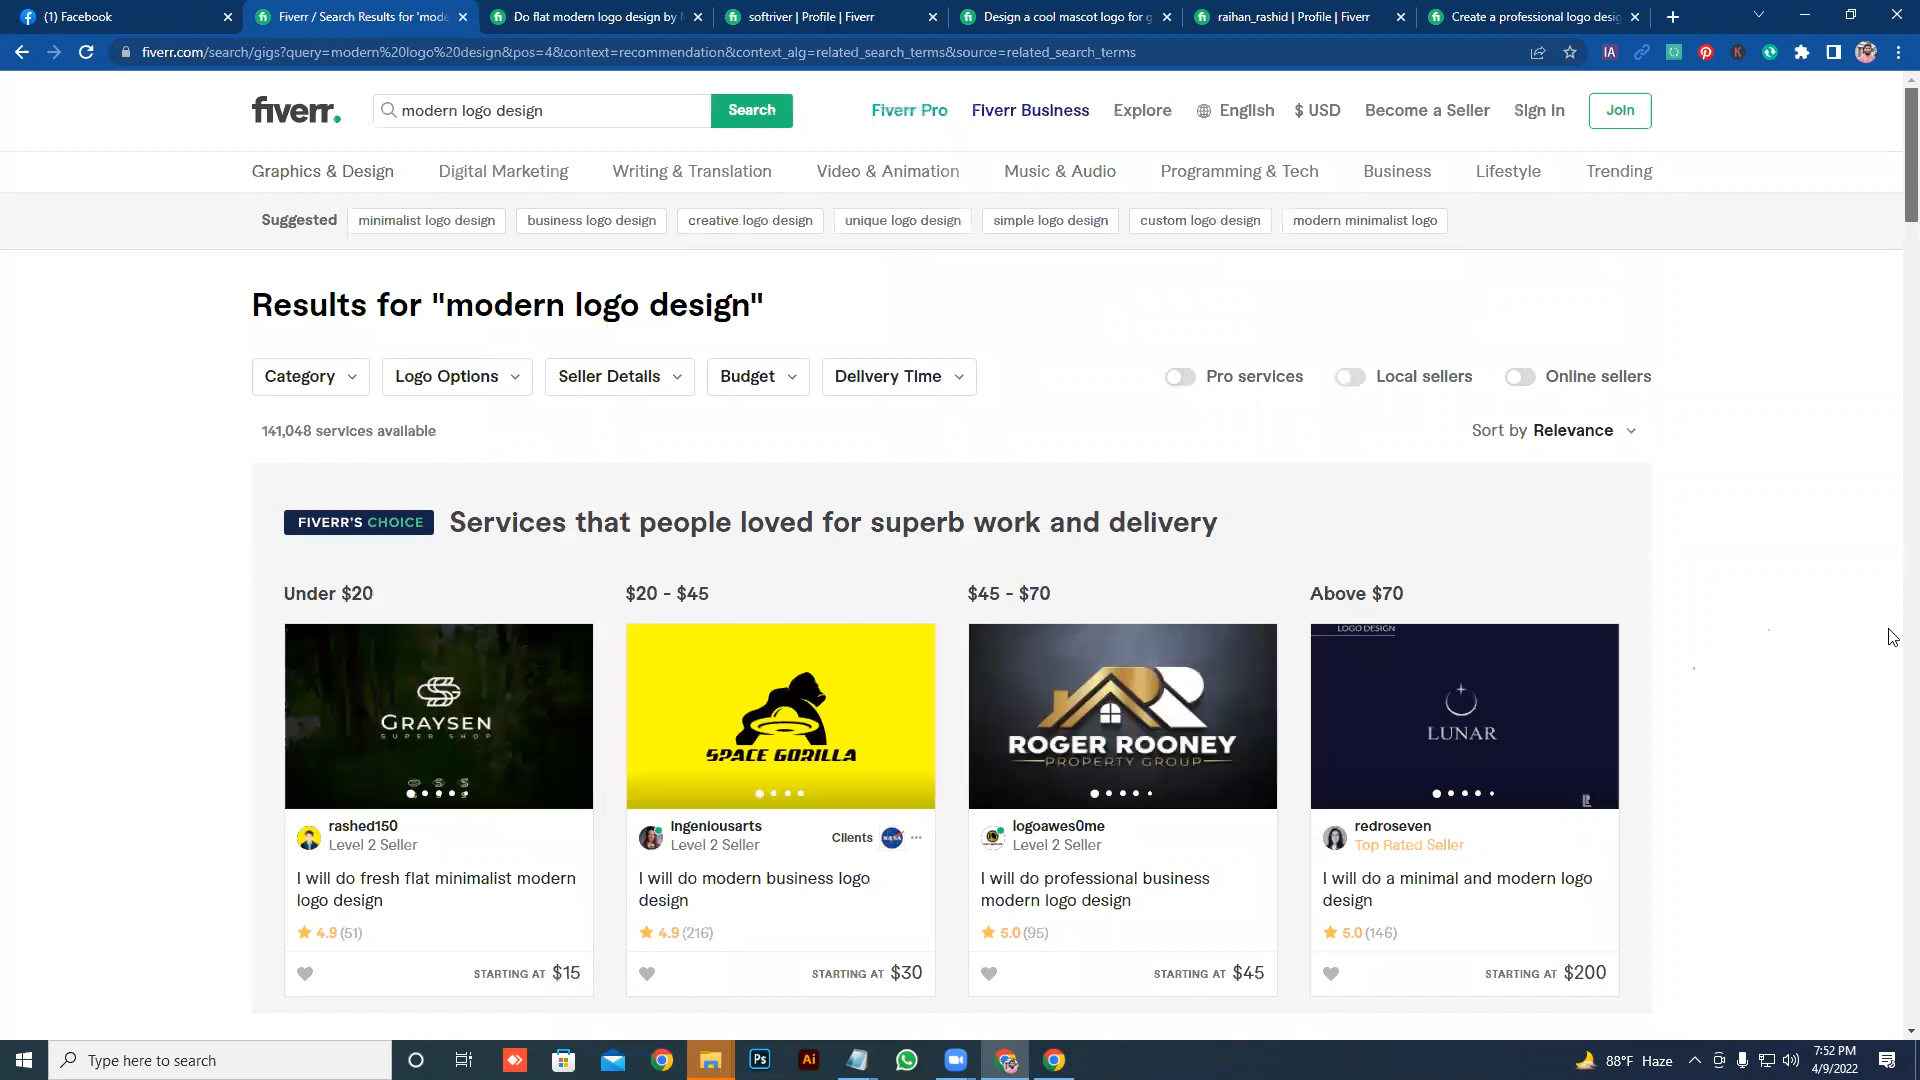 (1) Facebook
Fiverr / Search Results for 'mode
Do flat modern logo design by M
softriver | Profile | Fiverr
Design a cool mascot logo for g
raihan_rashid | Profile | Fiverr
Create a professional logo desig
fiverr.com/search/gigs?query=modern%20logo%20design&pos=4&context=recommendation&context_alg=related_search_terms&source=related_search_terms
fiverr.
modern logo design
Search
Fiverr Pro
Fiverr Business
Explore
English
$ USD
Become a Seller
Sign in
Join
Graphics & Design
Digital Marketing
Writing & Translation
Video & Animation
Music & Audio
Programming & Tech
Business
Lifestyle
Trending
Suggested
minimalist logo design
business logo design
creative logo design
unique logo design
simple logo design
custom logo design
modern minimalist logo
Results for "modern logo design"
Category
Logo Options
Seller Details
Budget
Delivery Time
Pro services
Local sellers
Online sellers
141,048 services available
Sort by Relevance
FIVERR'S CHOICE
Services that people loved for superb work and delivery
Under $20
$20 - $45
$45 - $70
Above $70
GRAYSEN
SUPER SHOP
SPACE GORILLA
ROGER ROONEY
PROPERTY GROUP
LOGO DESIGN
LUNAR
rashed150
Level 2 Seller
I will do fresh flat minimalist modern
logo design
4.9 (51)
STARTING AT $15
ingeniousarts
Level 2 Seller
Clients
NASA
I will do modern business logo
design
4.9 (216)
STARTING AT $30
logoawes0me
Level 2 Seller
I will do professional business
modern logo design
5.0 (95)
STARTING AT $45
redroseven
Top Rated Seller
I will do a minimal and modern logo
design
5.0 (146)
STARTING AT $200
Type here to search
Ps
Ai
88°F Haze
7:52 PM
4/9/2022